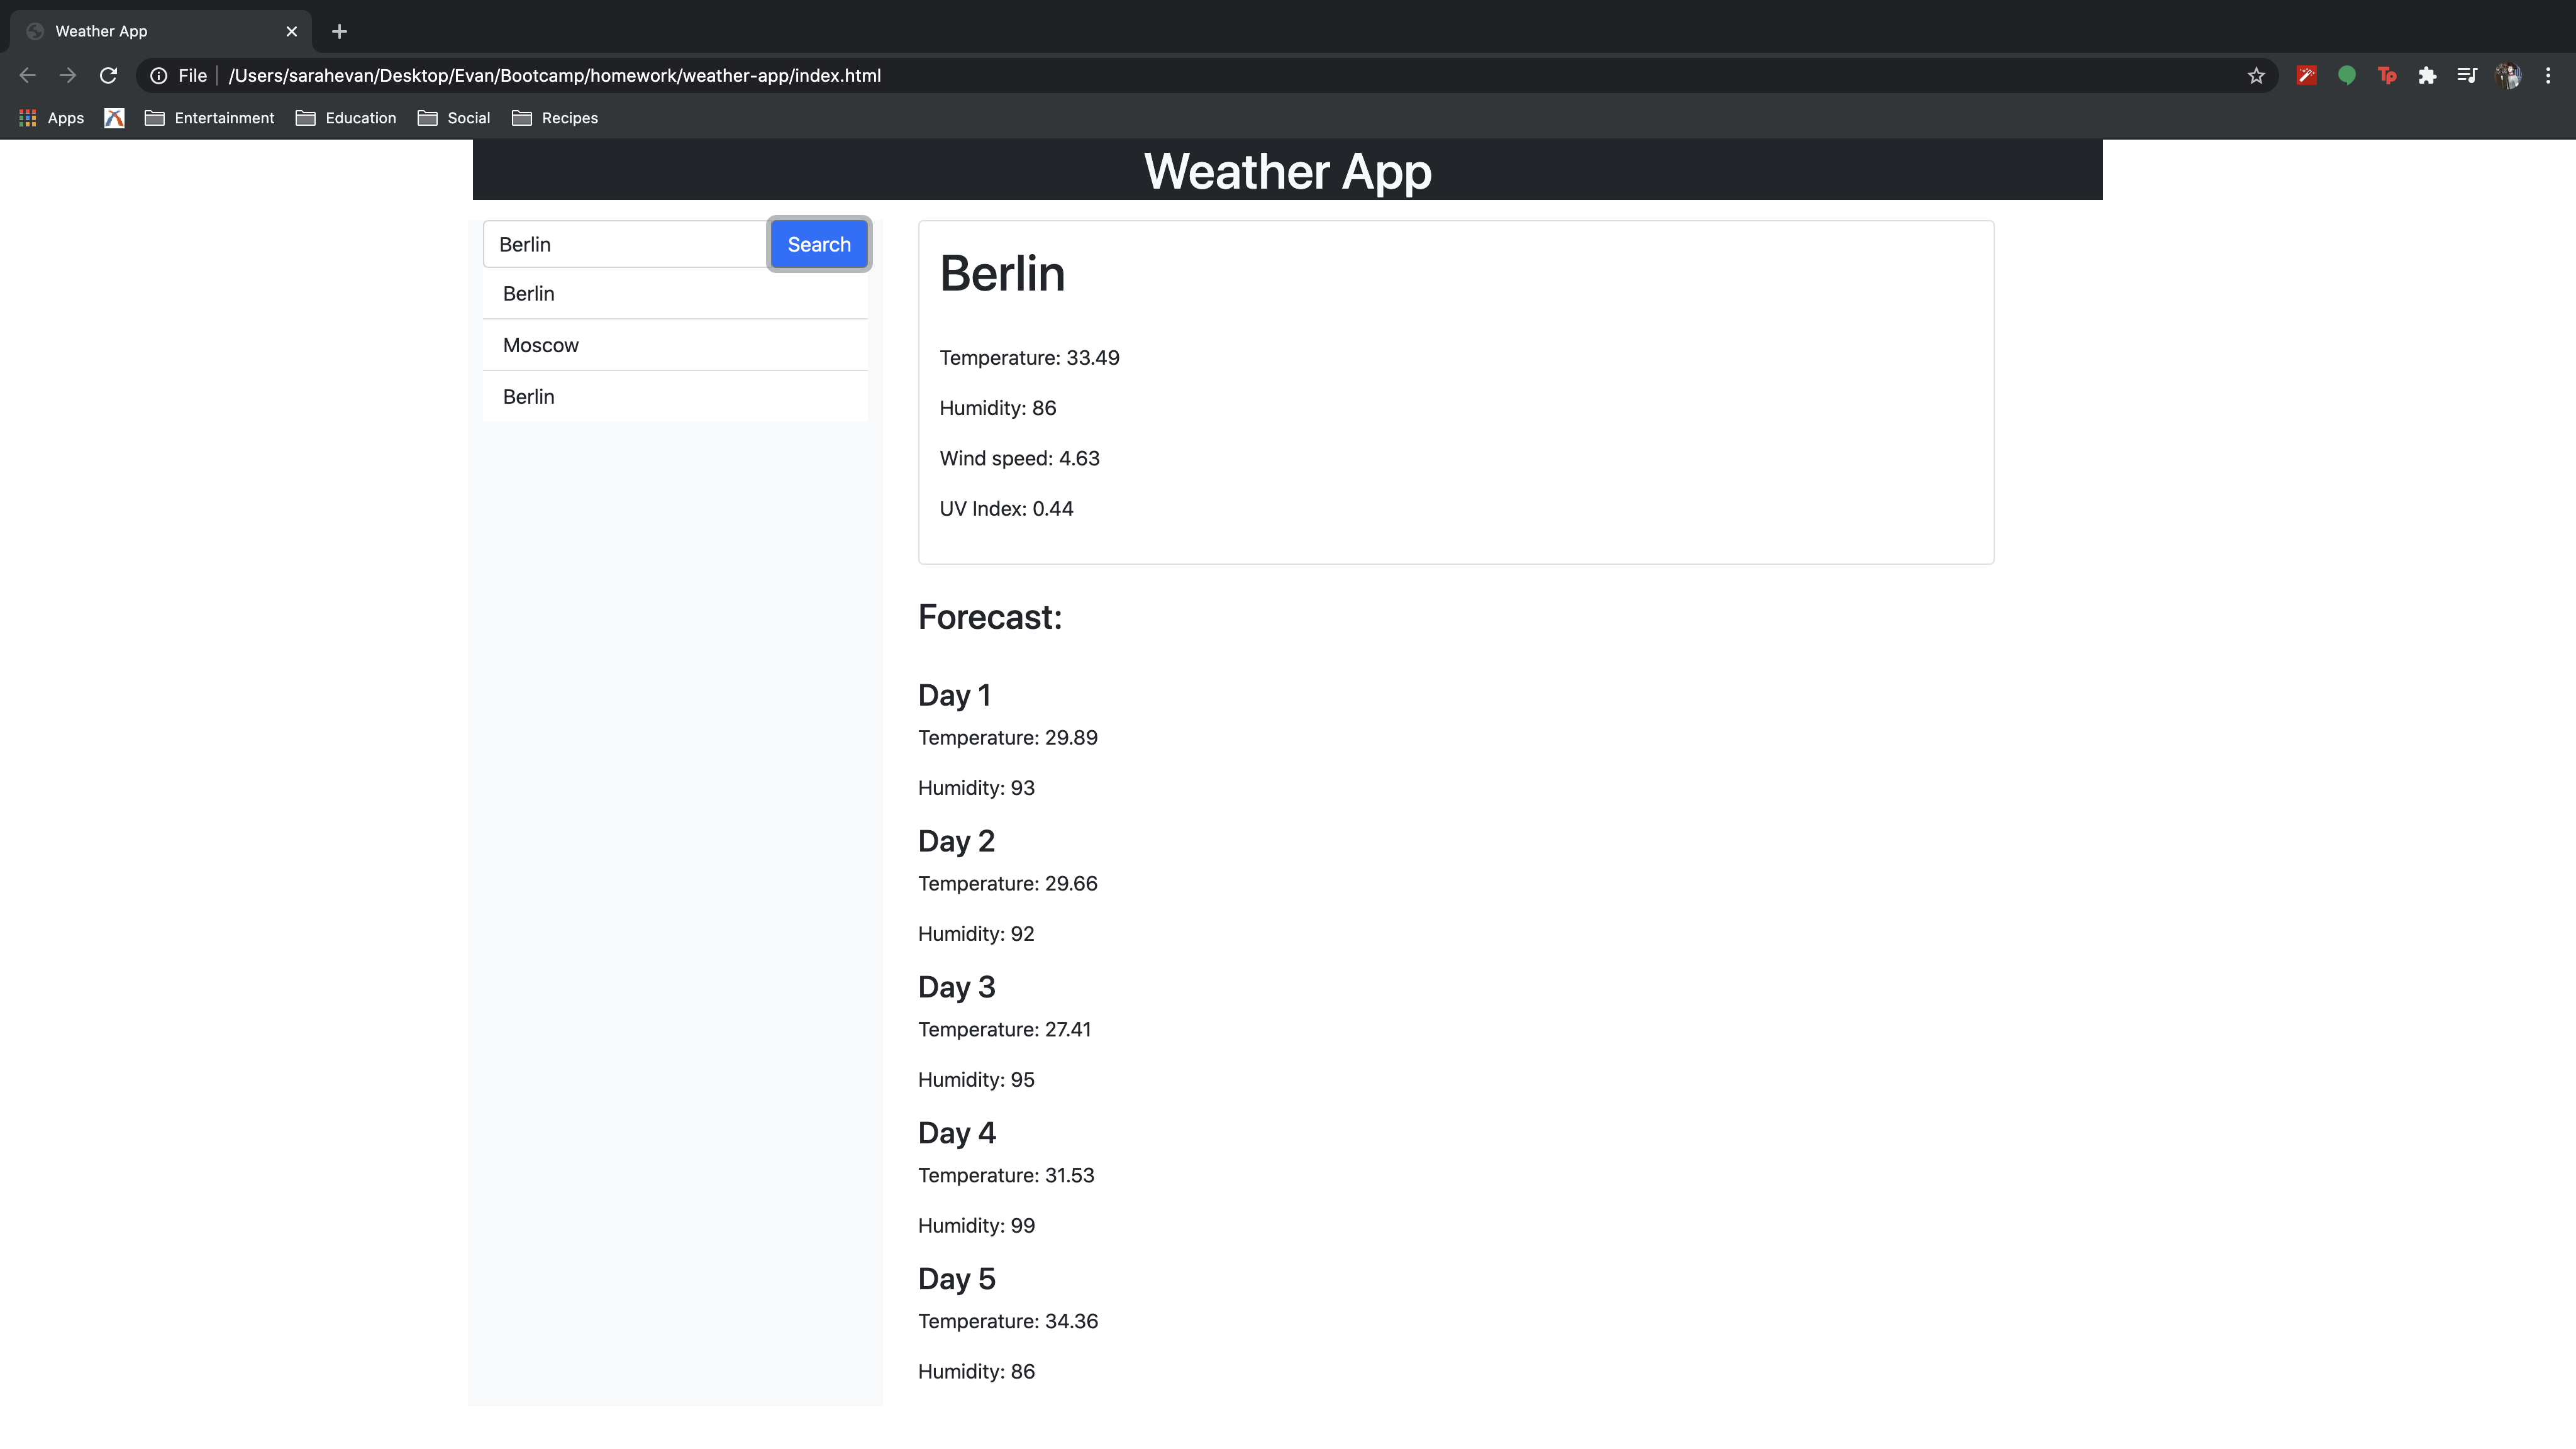 Weather App
File /Users/sarahevan/Desktop/Evan/Bootcamp/homework/weather-app/index.html
Tp
Apps Entertainment Education Social Recipes
Weather App
Berlin Search
Berlin
Moscow
Berlin
Berlin
Temperature: 33.49
Humidity: 86
Wind speed: 4.63
UV Index: 0.44
Forecast:
Day 1
Temperature: 29.89
Humidity: 93
Day 2
Temperature: 29.66
Humidity: 92
Day 3
Temperature: 27.41
Humidity: 95
Day 4
Temperature: 31.53
Humidity: 99
Day 5
Temperature: 34.36
Humidity: 86